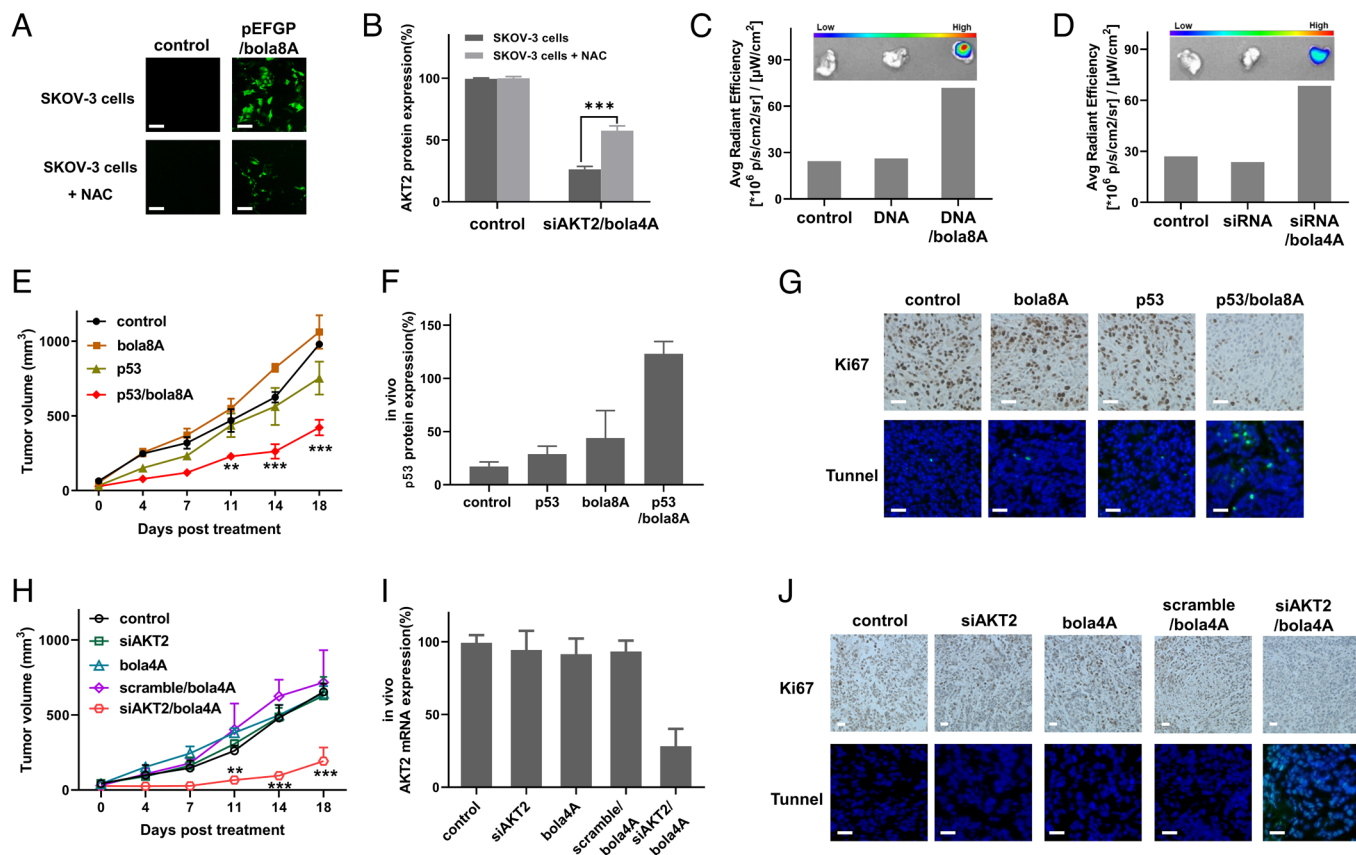 A
control
pEFGP
/bola8A
SKOV-3 cells
SKOV-3 cells
+ NAC
B
AKT2 protein expression(%)
SKOV-3 cells
SKOV-3 cells + NAC
150
100
50
0
***
control
siAKT2/bola4A
C
Avg Radiant Efficiency
[*10⁶ p/s/cm2/sr] / [µW/cm²]
Low
High
90
60
30
0
control
DNA
DNA
/bola8A
D
Avg Radiant Efficiency
[*10⁶ p/s/cm2/sr] / [µW/cm²]
Low
High
90
60
30
0
control
siRNA
siRNA
/bola4A
E
Tumor volume (mm³)
control
bola8A
p53
p53/bola8A
1000
500
0
**
***
***
0 4 7 11 14 18
Days post treatment
F
in vivo
p53 protein expression(%)
150
100
50
0
control
p53
bola8A
p53
/bola8A
G
control
bola8A
p53
p53/bola8A
Ki67
Tunnel
H
Tumor volume (mm³)
control
siAKT2
bola4A
scramble/bola4A
siAKT2/bola4A
1000
500
0
**
***
***
0 4 7 11 14 18
Days post treatment
I
in vivo
AKT2 mRNA expression(%)
100
50
0
control
siAKT2
bola4A
scramble/
bola4A
siAKT2/
bola4A
J
control
siAKT2
bola4A
scramble
/bola4A
siAKT2
/bola4A
Ki67
Tunnel